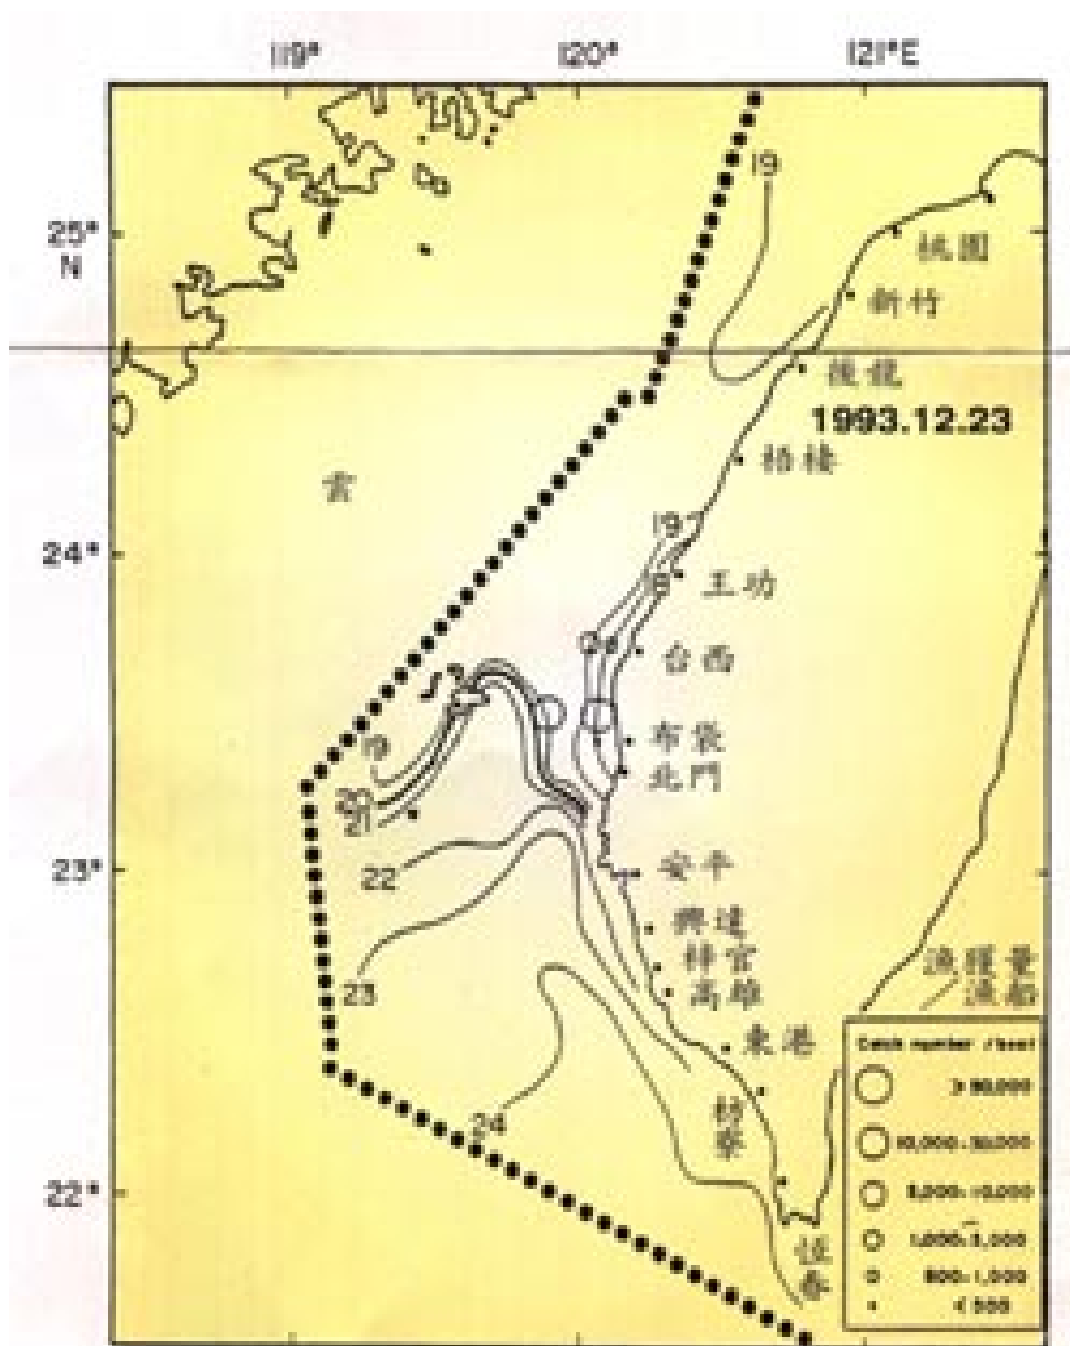 119° 120° 121°E
19
25°
N
桃園
新竹
後龍
1993.12.23
梧棲
雲
24°
19
18
王功
台西
布袋
北門
19
20
21
22
23°
安平
興達
梓官
高雄
23
漁獲量
漁船
東港
Catch number / boat
24
枋寮
22°
恆春
10,000-50,000
5,000-10,000
1,000-5,000
500-1,000
<500